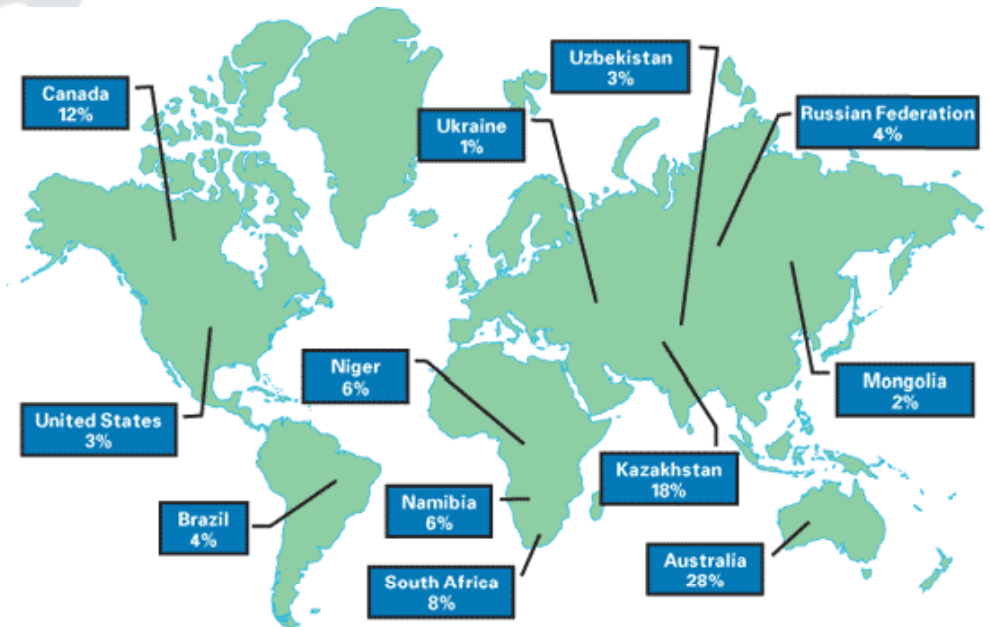 Uzbekistan
3%
Canada
12%
Russian Federation
4%
Ukraine
1%
Niger
6%
Mongolia
2%
United States
3%
Kazakhstan
18%
Namibia
6%
Brazil
4%
Australia
28%
South Africa
8%